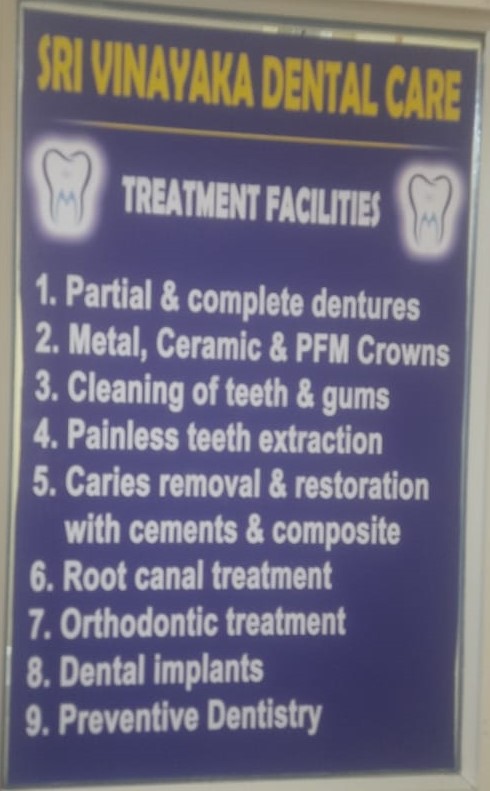 SRI VINAYAKA DENTAL CARE
TREATMENT FACILITIES
1. Partial & complete dentures
2. Metal, Ceramic & PFM Crowns
3. Cleaning of teeth & gums
4. Painless teeth extraction
5. Caries removal & restoration
with cements & composite
6. Root canal treatment
7. Orthodontic treatment
8. Dental implants
9. Preventive Dentistry